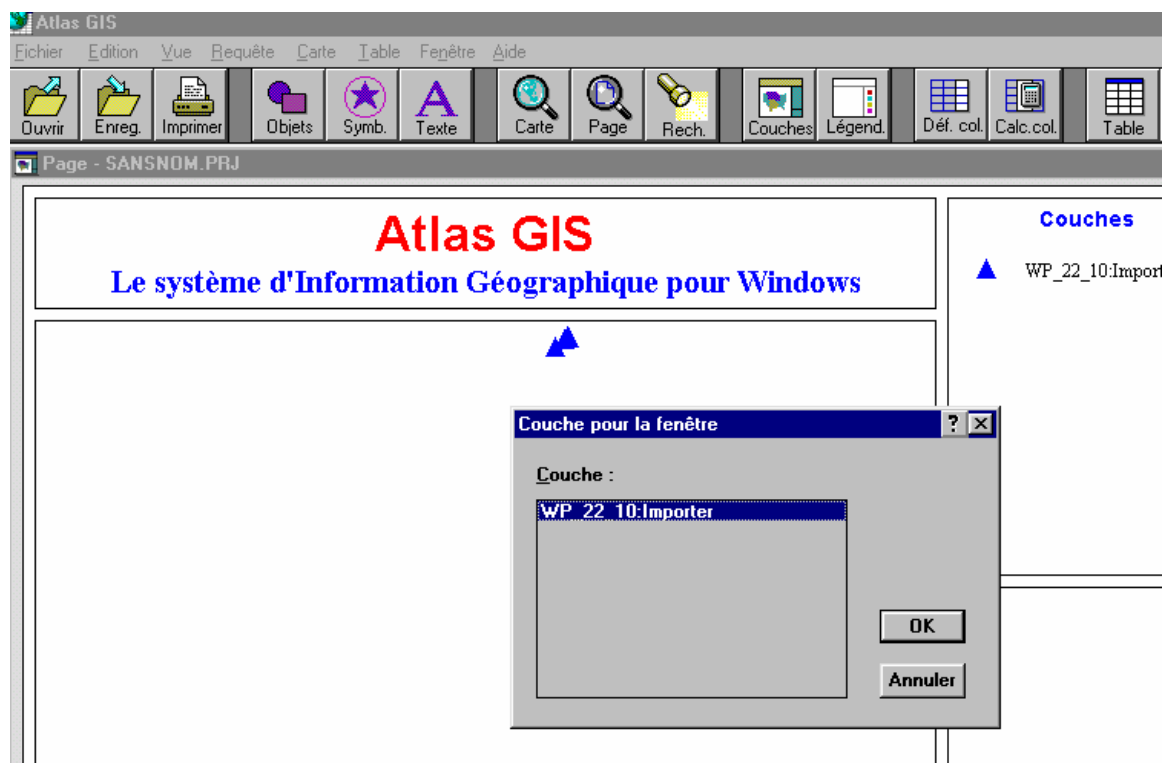 Atlas GIS
Fichier Edition Vue Requête Carte Table Fenêtre Aide
Ouvrir Enreg. Imprimer Objets Symb. Texte Carte Page Rech. Couches Légend. Déf. col. Calc.col. Table
Page - SANSNOM.PRJ
Atlas GIS
Le système d'Information Géographique pour Windows
Couches
WP_22_10:Import
Couche pour la fenêtre
Couche :
WP_22_10:Importer
OK
Annuler